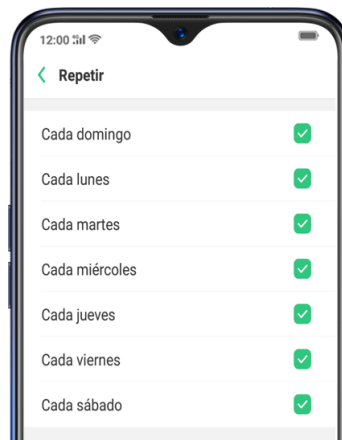 12:00
Repetir
Cada domingo
Cada lunes
Cada martes
Cada miércoles
Cada jueves
Cada viernes
Cada sábado